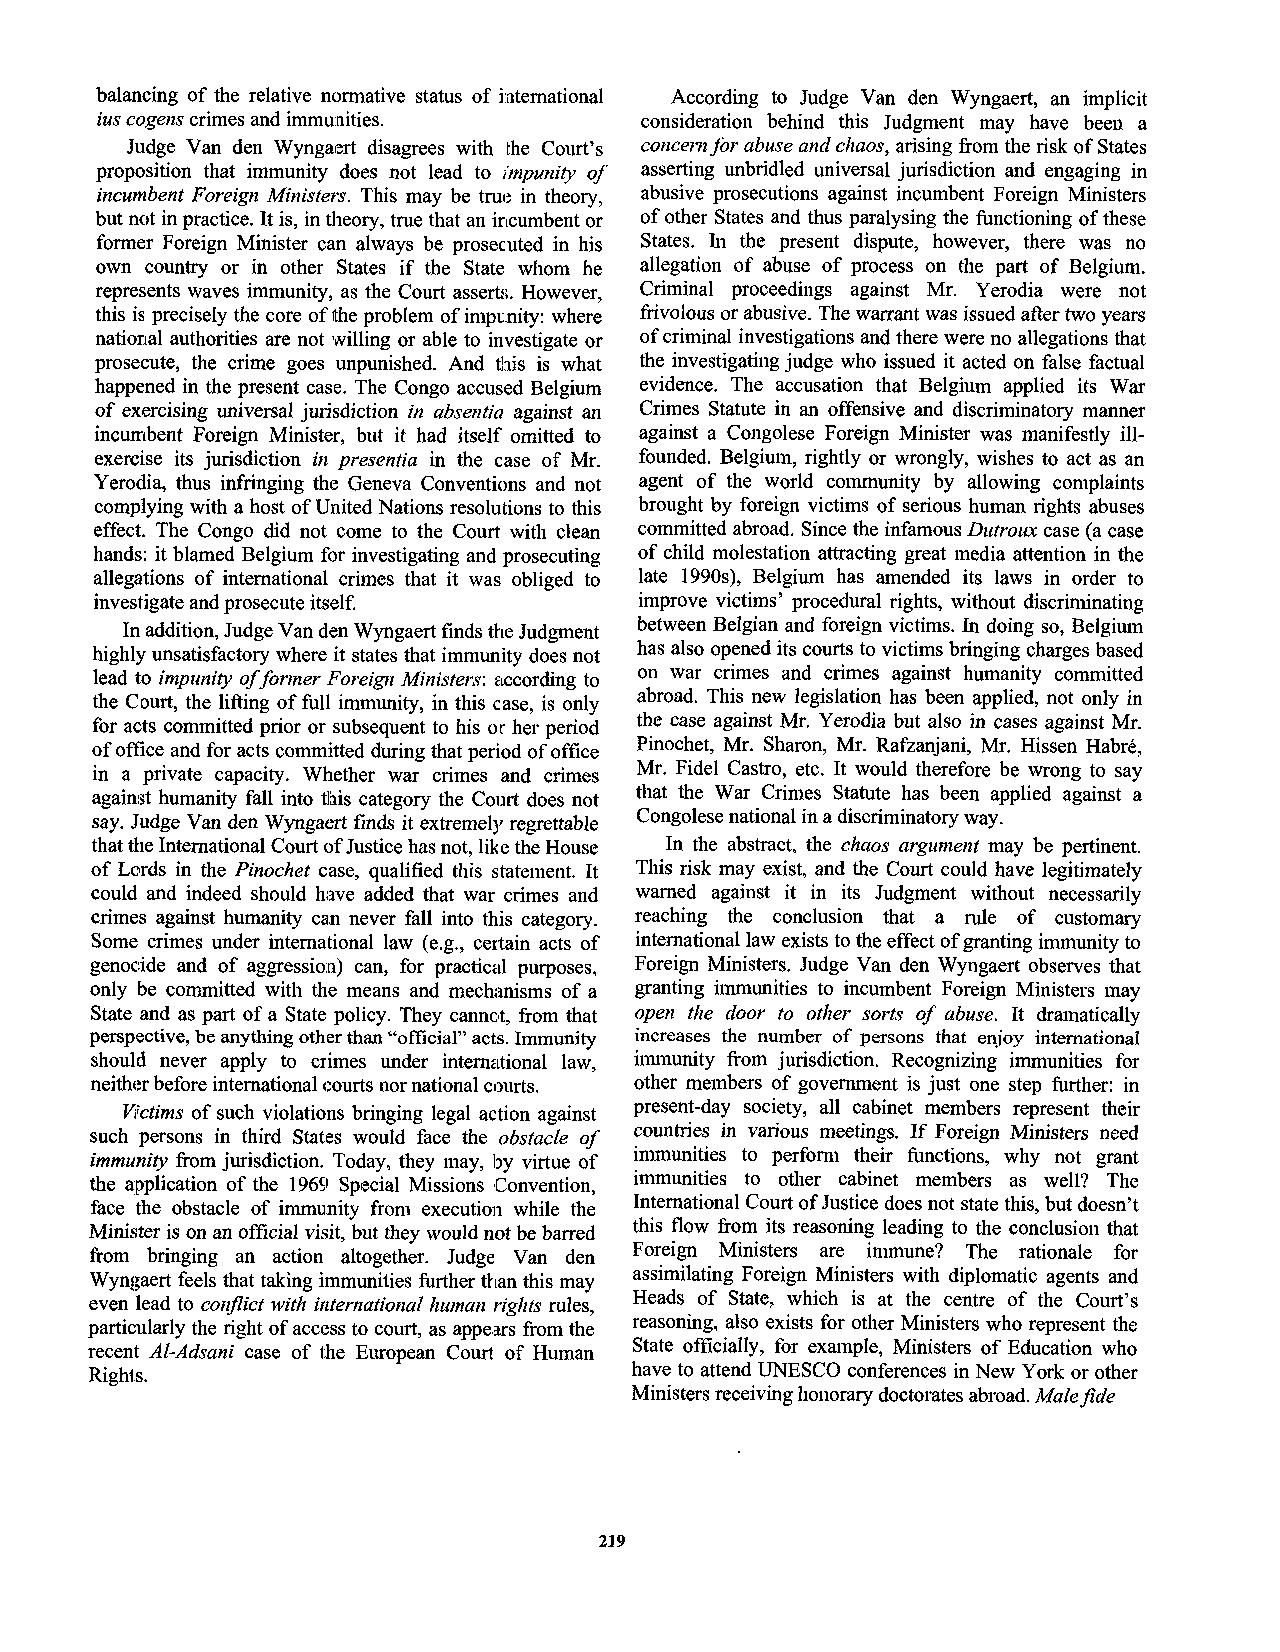 balancing of the relative normative status of international
ius cogens crimes and immunities.
Judge Van den Wyngaert disagrees with the Court's
proposition that immunity does not lead to impunity of
incumbent Foreign Ministers. This may be true in theory,
but not in practice. It is, in theory, true that an incumbent or
former Foreign Minister can always be prosecuted in his
own country or in other States if the State whom he
represents waves immunity, as the Court asserts. However,
this is precisely the core of the problem of impunity: where
national authorities are not willing or able to investigate or
prosecute, the crime goes unpunished. And this is what
happened in the present case. The Congo accused Belgium
of exercising universal jurisdiction in absentia against an
incumbent Foreign Minister, but it had itself omitted to
exercise its jurisdiction in presentia in the case of Mr.
Yerodia, thus infringing the Geneva Conventions and not
complying with a host of United Nations resolutions to this
effect. The Congo did not come to the Court with clean
hands: it blamed Belgium for investigating and prosecuting
allegations of international crimes that it was obliged to
investigate and prosecute itself.
In addition, Judge Van den Wyngaert finds the Judgment
highly unsatisfactory where it states that immunity does not
lead to impunity of former Foreign Ministers: according to
the Court, the lifting of full immunity, in this case, is only
for acts committed prior or subsequent to his or her period
of office and for acts committed during that period of office
in a private capacity. Whether war crimes and crimes
against humanity fall into this category the Court does not
say. Judge Van den Wyngaert finds it extremely regrettable
that the International Court of Justice has not, like the House
of Lords in the Pinochet case, qualified this statement. It
could and indeed should have added that war crimes and
crimes against humanity can never fall into this category.
Some crimes under international law (e.g., certain acts of
genocide and of aggression) can, for practical purposes,
only be committed with the means and mechanisms of a
State and as part of a State policy. They cannot, from that
perspective, be anything other than “official” acts. Immunity
should never apply to crimes under international law,
neither before international courts nor national courts.
Victims of such violations bringing legal action against
such persons in third States would face the obstacle of
immunity from jurisdiction. Today, they may, by virtue of
the application of the 1969 Special Missions Convention,
face the obstacle of immunity from execution while the
Minister is on an official visit, but they would not be barred
from bringing an action altogether. Judge Van den
Wyngaert feels that taking immunities further than this may
even lead to conflict with international human rights rules,
particularly the right of access to court, as appears from the
recent Al-Adsani case of the European Court of Human
Rights.
According to Judge Van den Wyngaert, an implicit
consideration behind this Judgment may have been a
concern for abuse and chaos, arising from the risk of States
asserting unbridled universal jurisdiction and engaging in
abusive prosecutions against incumbent Foreign Ministers
of other States and thus paralysing the functioning of these
States. In the present dispute, however, there was no
allegation of abuse of process on the part of Belgium.
Criminal proceedings against Mr. Yerodia were not
frivolous or abusive. The warrant was issued after two years
of criminal investigations and there were no allegations that
the investigating judge who issued it acted on false factual
evidence. The accusation that Belgium applied its War
Crimes Statute in an offensive and discriminatory manner
against a Congolese Foreign Minister was manifestly ill-
founded. Belgium, rightly or wrongly, wishes to act as an
agent of the world community by allowing complaints
brought by foreign victims of serious human rights abuses
committed abroad. Since the infamous Dutroux case (a case
of child molestation attracting great media attention in the
late 1990s), Belgium has amended its laws in order to
improve victims' procedural rights, without discriminating
between Belgian and foreign victims. In doing so, Belgium
has also opened its courts to victims bringing charges based
on war crimes and crimes against humanity committed
abroad. This new legislation has been applied, not only in
the case against Mr. Yerodia but also in cases against Mr.
Pinochet, Mr. Sharon, Mr. Rafzanjani, Mr. Hissen Habré,
Mr. Fidel Castro, etc. It would therefore be wrong to say
that the War Crimes Statute has been applied against a
Congolese national in a discriminatory way.
In the abstract, the chaos argument may be pertinent.
This risk may exist, and the Court could have legitimately
warned against it in its Judgment without necessarily
reaching the conclusion that a rule of customary
international law exists to the effect of granting immunity to
Foreign Ministers. Judge Van den Wyngaert observes that
granting immunities to incumbent Foreign Ministers may
open the door to other sorts of abuse. It dramatically
increases the number of persons that enjoy international
immunity from jurisdiction. Recognizing immunities for
other members of government is just one step further: in
present-day society, all cabinet members represent their
countries in various meetings. If Foreign Ministers need
immunities to perform their functions, why not grant
immunities to other cabinet members as well? The
International Court of Justice does not state this, but doesn't
this flow from its reasoning leading to the conclusion that
Foreign Ministers are immune? The rationale for
assimilating Foreign Ministers with diplomatic agents and
Heads of State, which is at the centre of the Court's
reasoning, also exists for other Ministers who represent the
State officially, for example, Ministers of Education who
have to attend UNESCO conferences in New York or other
Ministers receiving honorary doctorates abroad. Male fide
219